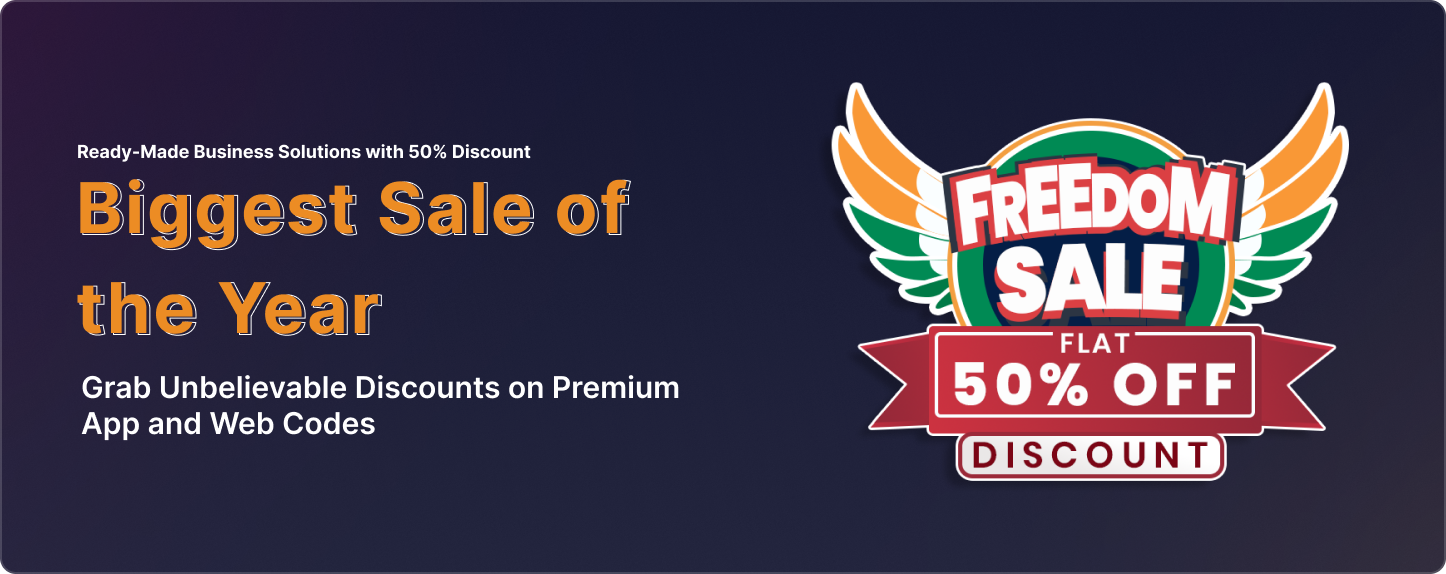 Ready-Made Business Solutions with 50% Discount
Biggest Sale of
the Year
Grab Unbelievable Discounts on Premium
App and Web Codes
FREEDOM
SALE
FLAT
50% OFF
DISCOUNT